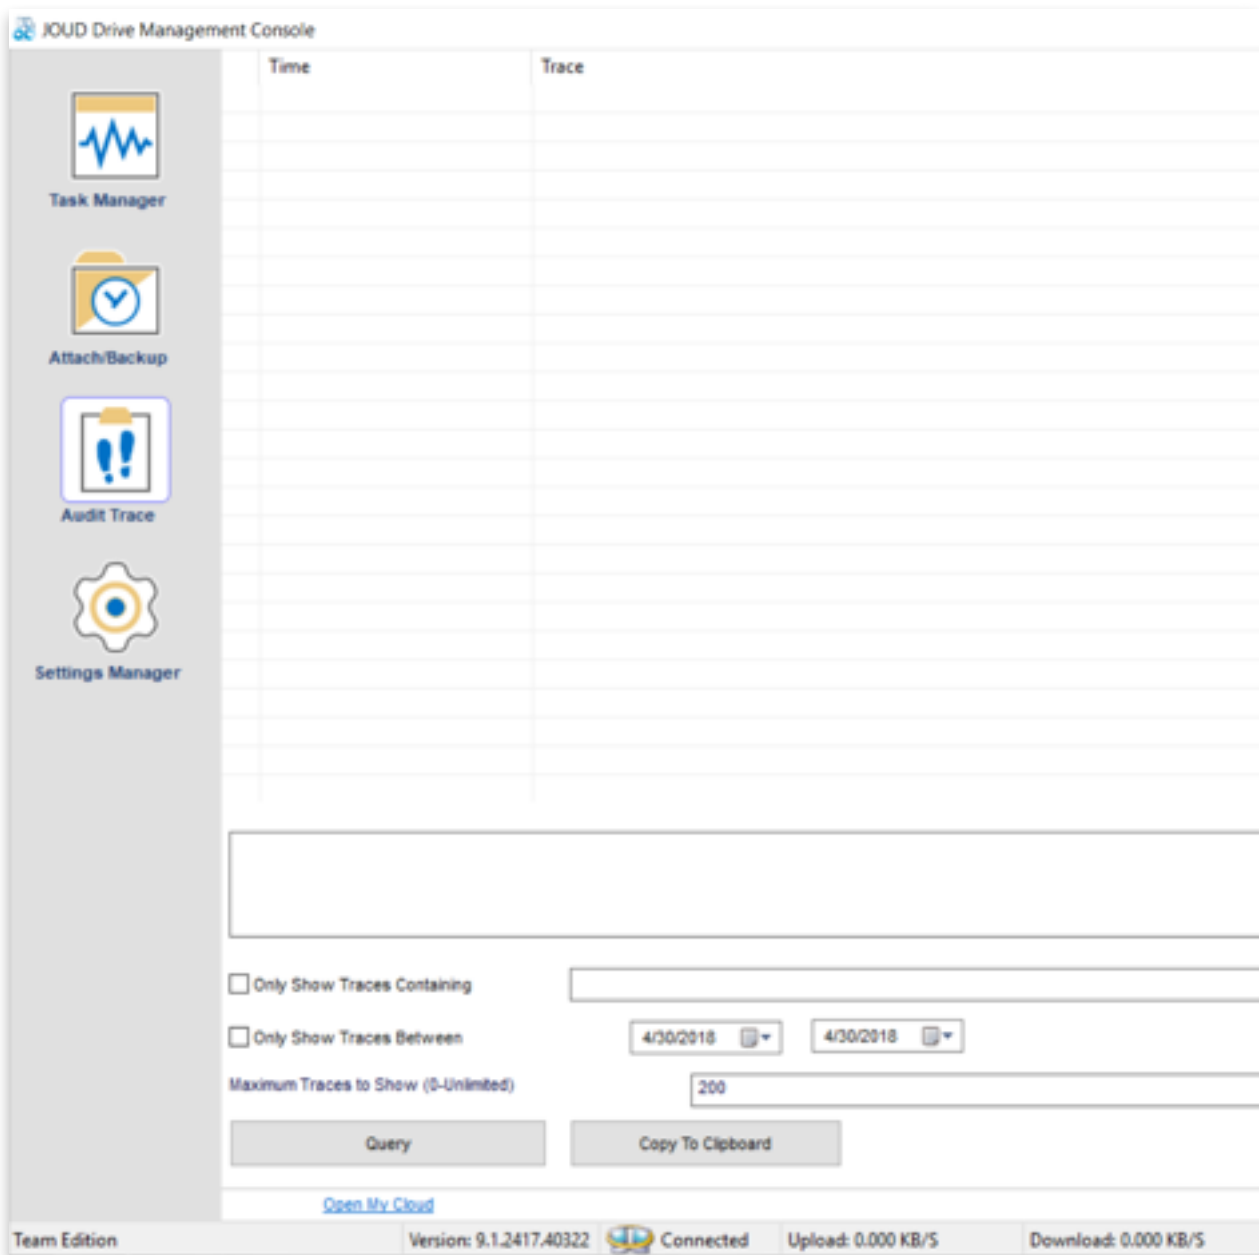 JOUD Drive Management Console
Time Trace
Task Manager
Attach/Backup
Audit Trace
Settings Manager
Only Show Traces Containing
Only Show Traces Between 4/30/2018 4/30/2018
Maximum Traces to Show (0-Unlimited) 200
Query Copy To Clipboard
Open My Cloud
Team Edition Version: 9.1.2417.40322 Connected Upload: 0.000 KB/S Download: 0.000 KB/S